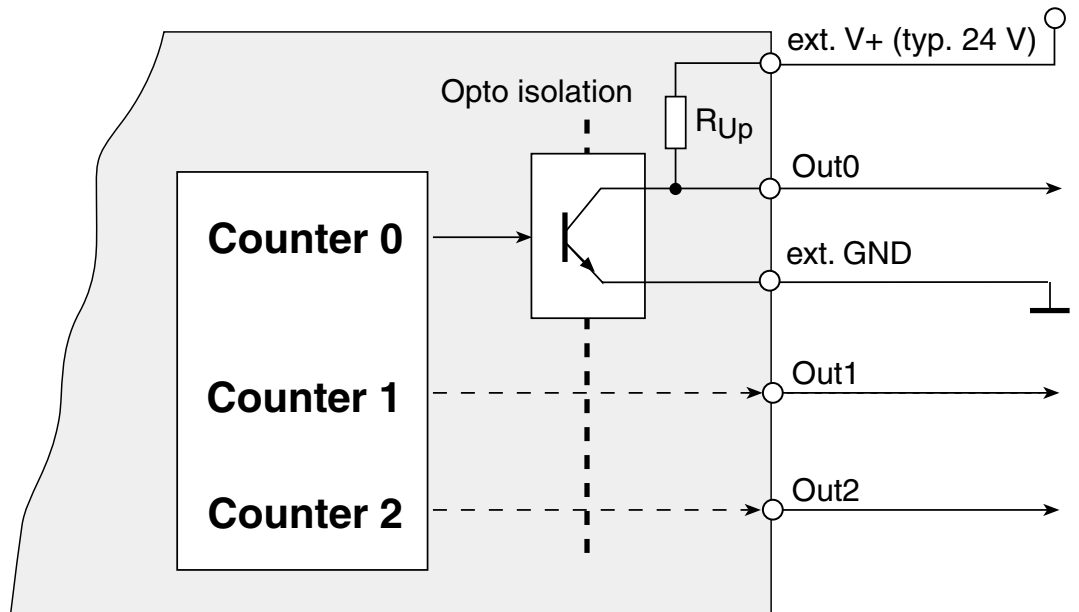 ext. V+ (typ. 24 V)
Opto isolation
RUp
Out0
Counter 0
ext. GND
Out1
Counter 1
Out2
Counter 2